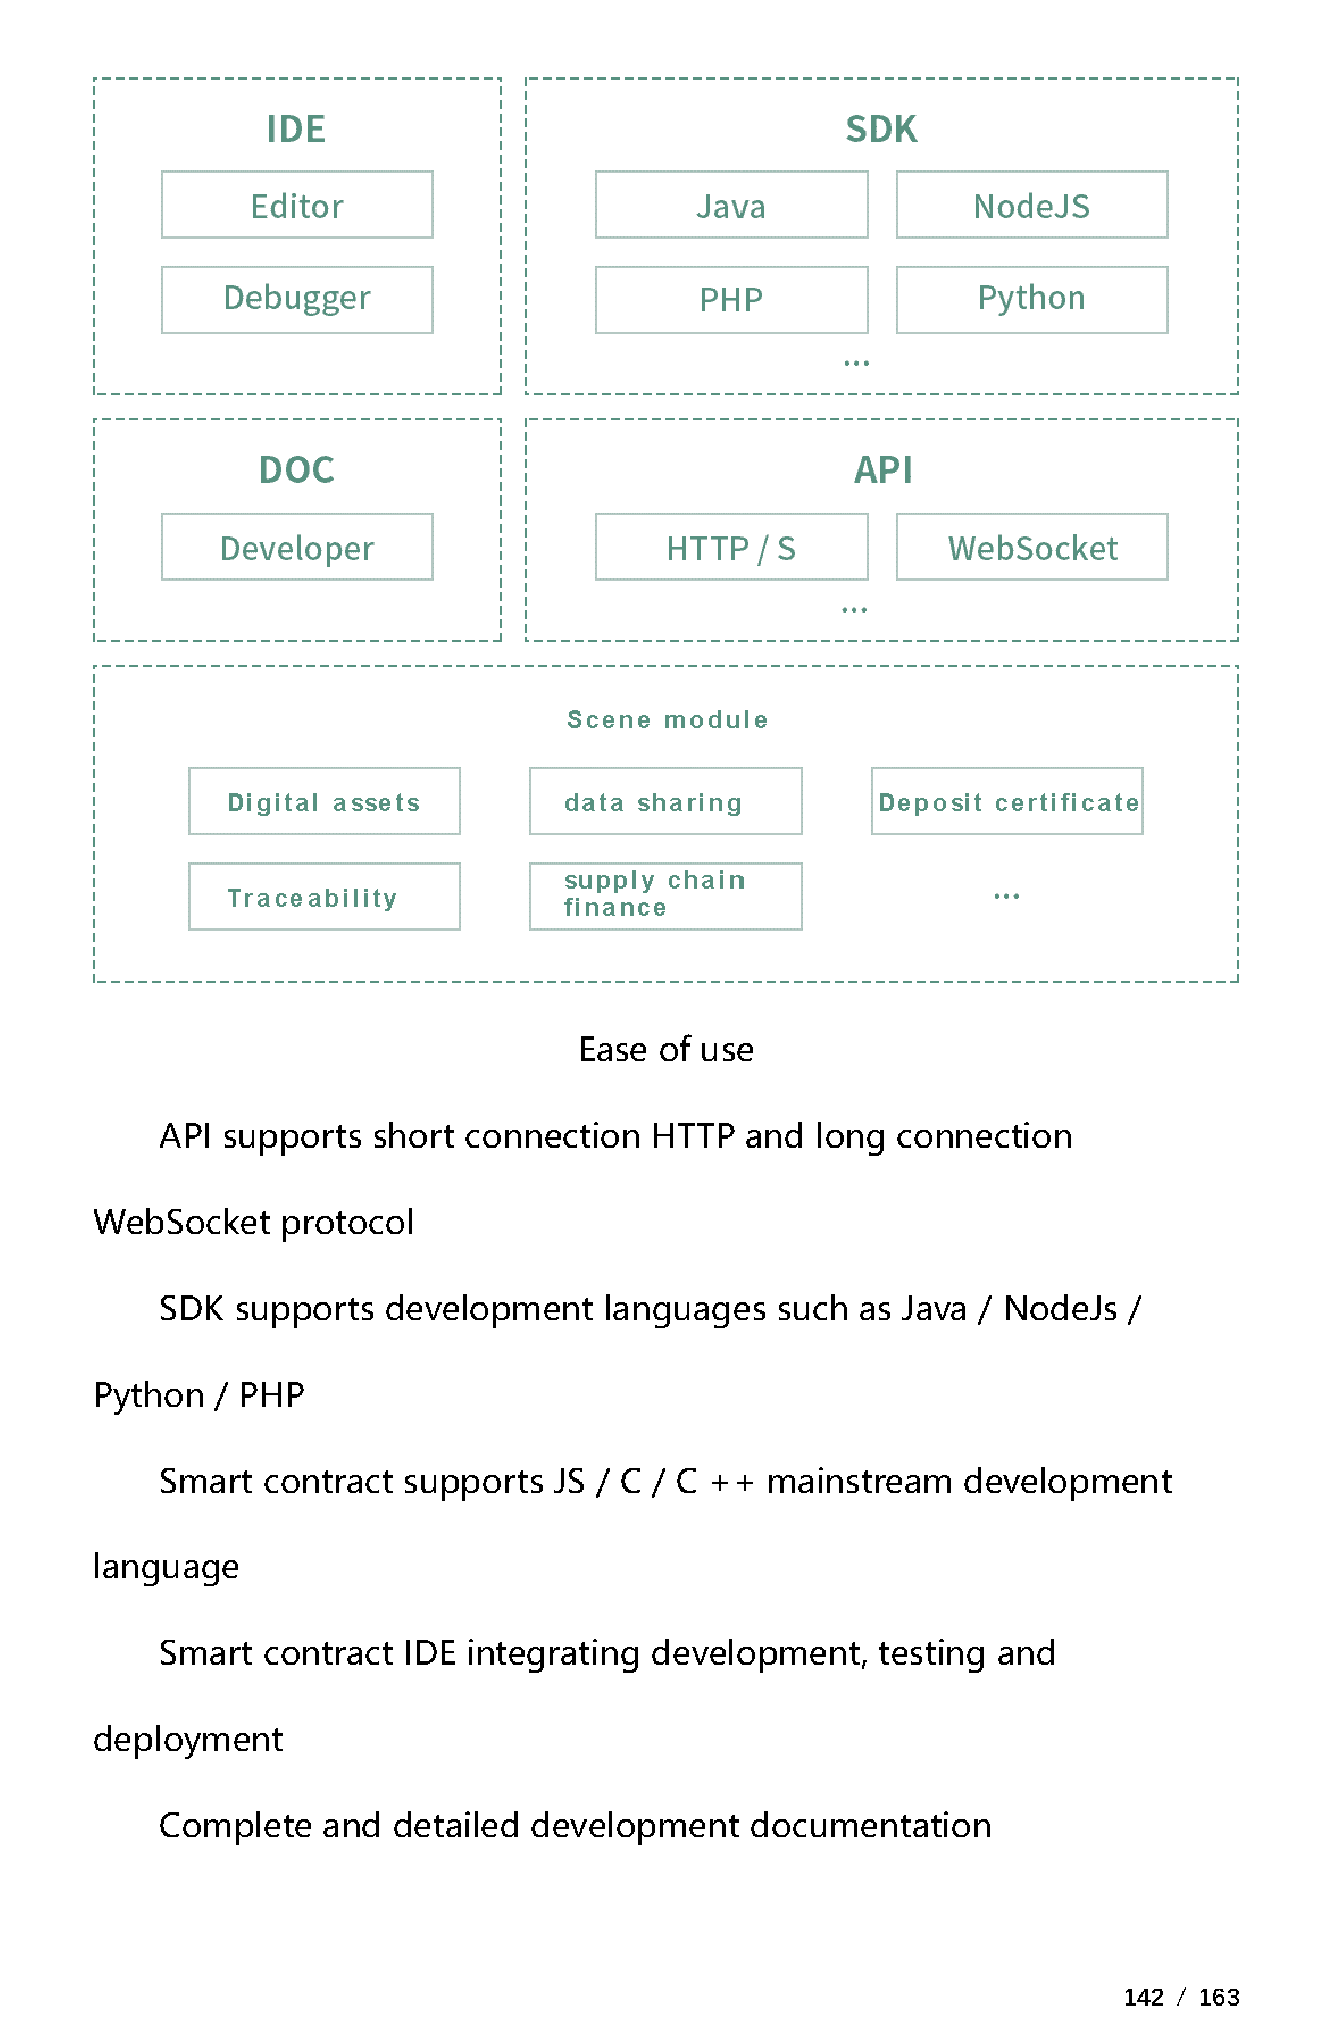 IDE
Editor
Debugger
SDK
Java
NodeJS
PHP
Python
...
DOC
Developer
API
HTTP / S
WebSocket
...
Scene module
Digital assets
data sharing
Deposit certificate
Traceability
supply chain
finance
...
Ease of use
API supports short connection HTTP and long connection
WebSocket protocol
SDK supports development languages such as Java / NodeJs /
Python / PHP
Smart contract supports JS / C / C ++ mainstream development
language
Smart contract IDE integrating development, testing and
deployment
Complete and detailed development documentation
142 / 163